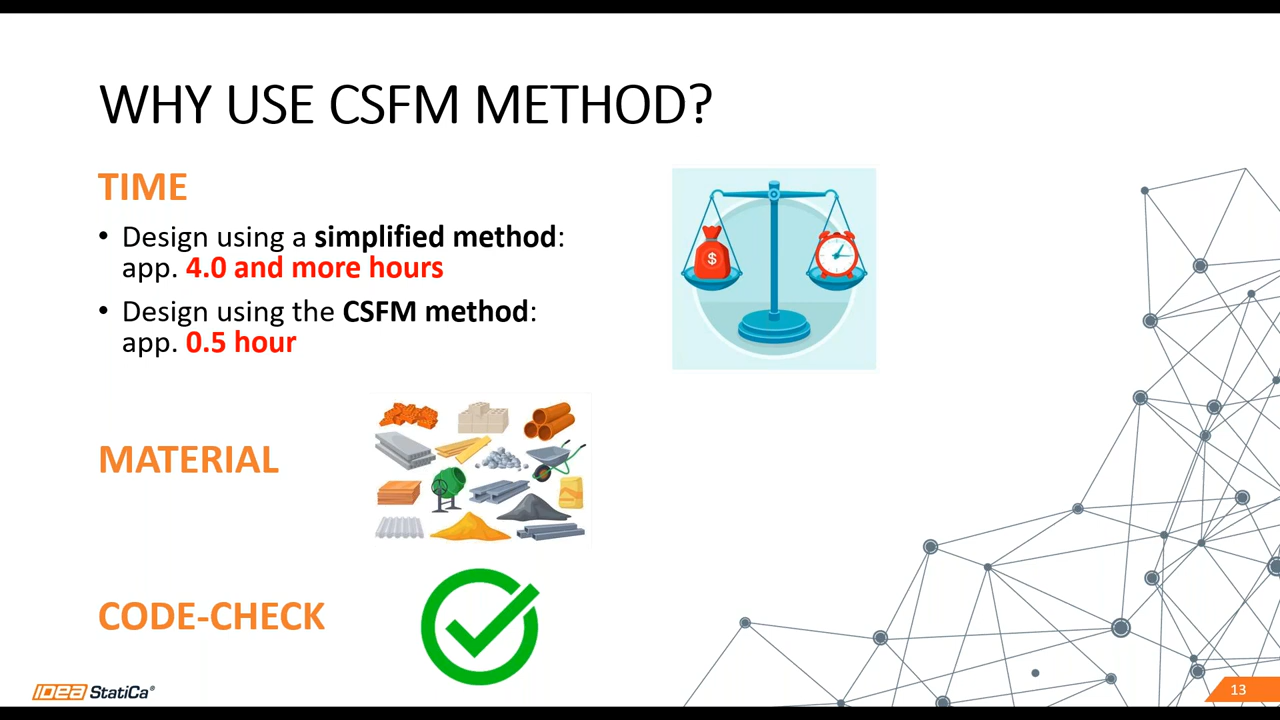 WHY USE CSFM METHOD?
TIME
• Design using a simplified method:
app. 4.0 and more hours
• Design using the CSFM method:
app. 0.5 hour
$
MATERIAL
CODE-CHECK
IDEA StatiCa®
13